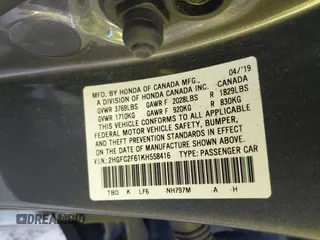 MFD. BY HONDA OF CANADA MFG., 04/'19
A DIVISION OF HONDA CANADA INC. CANADA
GVWR 3769LBS GAWR F 2028LBS R 1829LBS
GVWR 1710KG GAWR F 920KG R 830KG
THIS VEHICLE CONFORMS TO ALL APPLICABLE
FEDERAL MOTOR VEHICLE SAFETY, BUMPER,
AND THEFT PREVENTION STANDARDS IN EFFECT
ON THE DATE OF MANUFACTURE SHOWN ABOVE.
V.I.N.: 2HGFC2F61KH558416 TYPE: PASSENGER CAR
TBD K LF6 NH797M A H